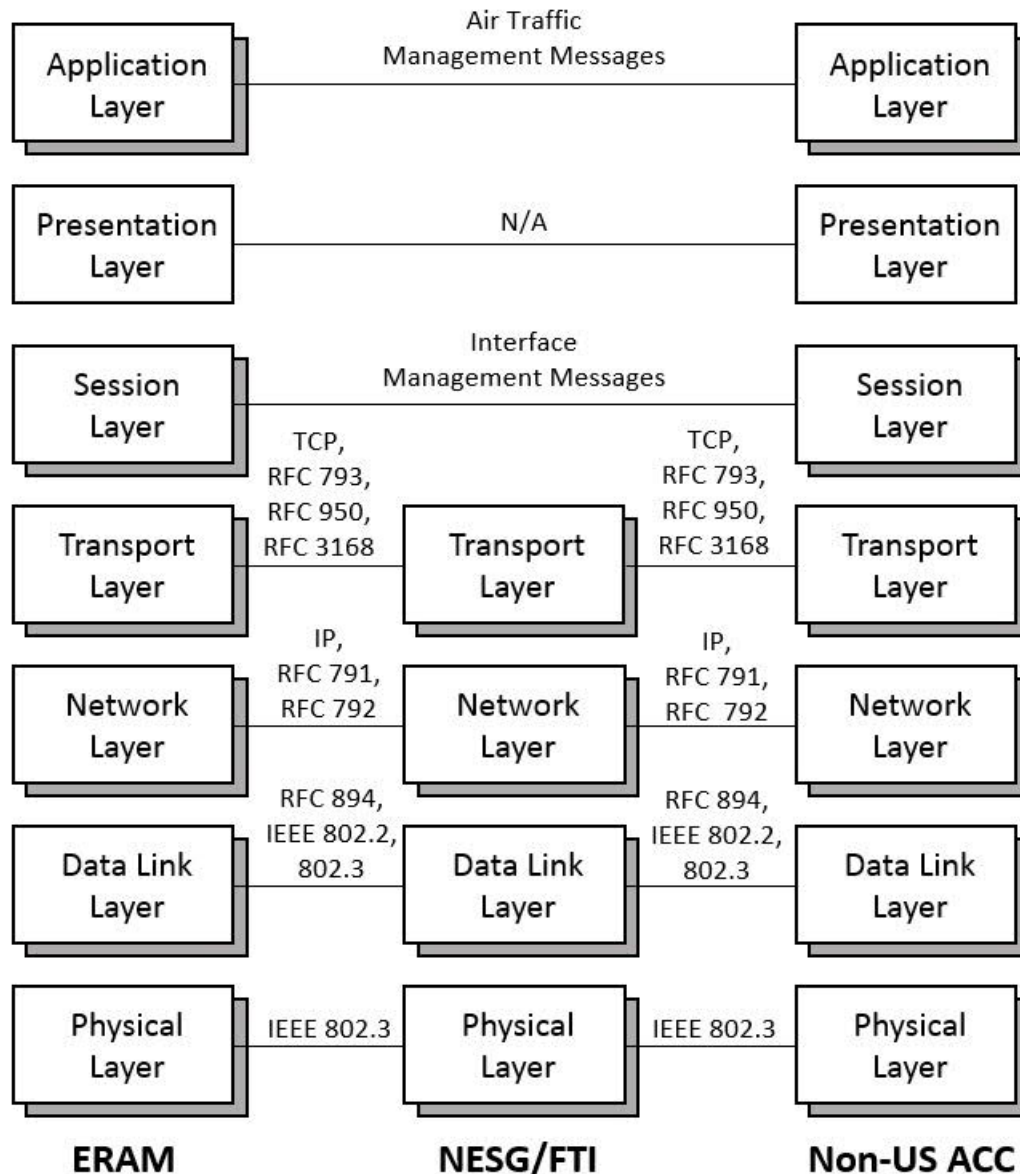 Air Traffic
Management Messages
Application
Layer
Application
Layer
Presentation
Layer
N/A
Presentation
Layer
Interface
Management Messages
Session
Layer
Session
Layer
TCP,
RFC 793,
RFC 950,
RFC 3168
TCP,
RFC 793,
RFC 950,
RFC 3168
Transport
Layer
Transport
Layer
Transport
Layer
IP,
RFC 791,
RFC 792
IP,
RFC 791,
RFC  792
Network
Layer
Network
Layer
Network
Layer
RFC 894,
IEEE 802.2,
802.3
RFC 894,
IEEE 802.2,
802.3
Data Link
Layer
Data Link
Layer
Data Link
Layer
Physical
Layer
IEEE 802.3
Physical
Layer
IEEE 802.3
Physical
Layer
ERAM
NESG/FTI
Non-US ACC